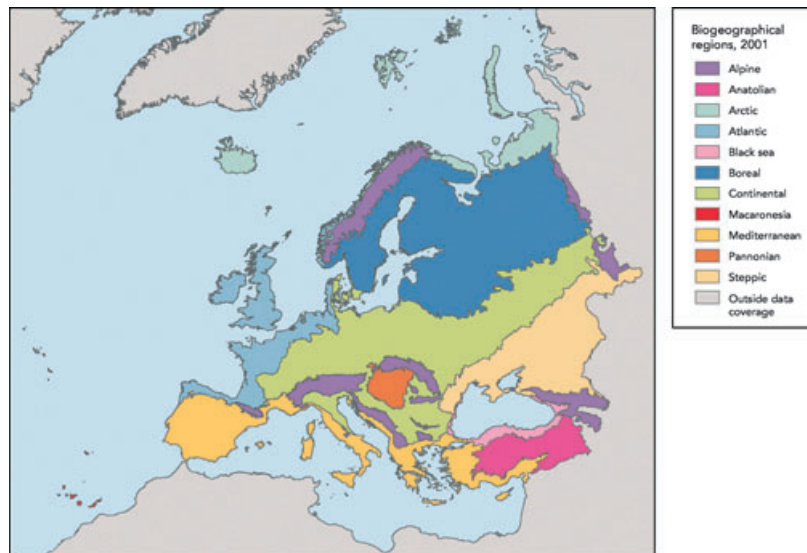 Biogeographical
regions, 2001
Alpine
Anatolian
Arctic
Atlantic
Black sea
Boreal
Continental
Macaronesia
Mediterranean
Pannonian
Steppic
Outside data
coverage